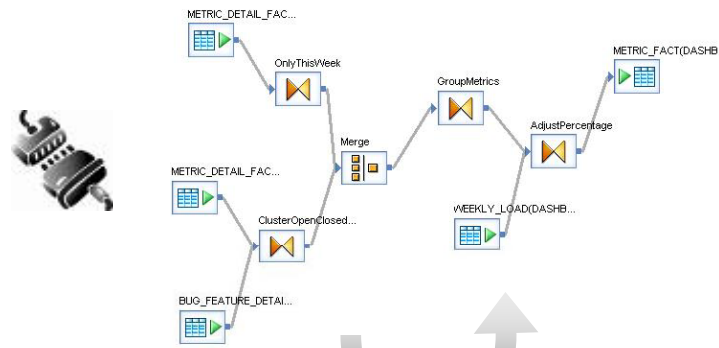 METRIC_DETAIL_FAC...
OnlyThisWeek
METRIC_FACT(DASHB
GroupMetrics
AdjustPercentage
Merge
METRIC_DETAIL_FAC...
WEEKLY_LOAD(DASHB...
ClusterOpenClosed...
BUG_FEATURE_DETAI...